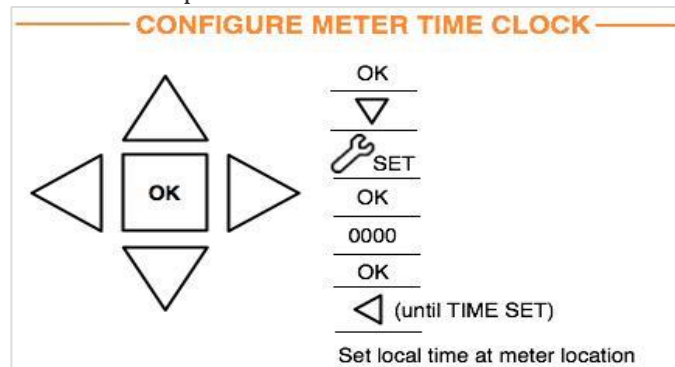 CONFIGURE METER TIME CLOCK
OK
OK
SET
OK
0000
OK
(until TIME SET)
Set local time at meter location